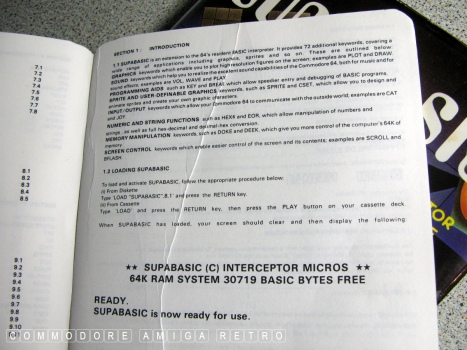 7.1
7.2
7.3
7.4
7.5
7.6
7.7
7.8
8.1
8.2
8.3
8.4
8.5
9.1
9.2
9.3
9.4
9.5
9.6
9.7
9.8
9.9
9.10
SECTION 1: INTRODUCTION
1.1 SUPABASIC is an extension to the 64's resident BASIC interpreter. It provides 72 additional keywords, covering a
wide range of applications including graphics, sprites and so on. These are outlined below:
GRAPHICS keywords which enable you to plot high resolution figures on the screen; examples are PLOT and DRAW.
SOUND keywords which help you to realize the excellent sound capabilities of the Commodore 64, both for music and for
sound effects; examples are VOL, WAVE and PLAY
PROGRAMMING AIDS such as KEY and BREAK which allow speedier entry and debugging of BASIC programs.
SPRITE AND USER-DEFINABLE GRAPHICS keywords, such as SPRITE and CSET, which allow you to design and
animate sprites and create your own graphic characters.
INPUT/OUTPUT keywords which allow your Commodore 64 to communicate with the outside world; examples are CAT
and JOY.
NUMERIC AND STRING FUNCTIONS such as HEX$ and EOR, which allow manipulation of numbers and
strings, as well as full hex-decimal and decimal-hex conversion.
MEMORY MANIPULATION keywords, such as DOKE and DEEK, which give you more control of the computer's 64K of
memory.
SCREEN CONTROL keywords which enable easier control of the screen and its contents; examples are SCROLL and
BFLASH.
1.2 LOADING SUPABASIC
To load and activate SUPABASIC, follow the appropriate procedure below:
(i) From Diskette
Type 'LOAD "SUPABASIC",8,1' and press the RETURN key.
(ii) From Cassette
Type 'LOAD' and then press the RETURN key, then press the PLAY button on your cassette deck.
When SUPABASIC has loaded, your screen should clear and then display the following:
★★ SUPABASIC (C) INTERCEPTOR MICROS ★★
64K RAM SYSTEM 30719 BASIC BYTES FREE
READY.
SUPABASIC is now ready for use.
COMMODORE AMIGA RETRO